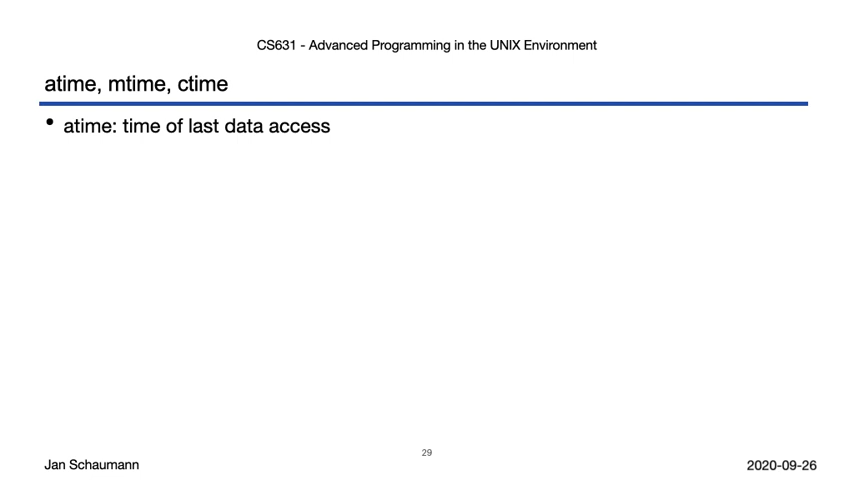 CS631 - Advanced Programming in the UNIX Environment
atime, mtime, ctime
• atime: time of last data access
29
Jan Schaumann
2020-09-26